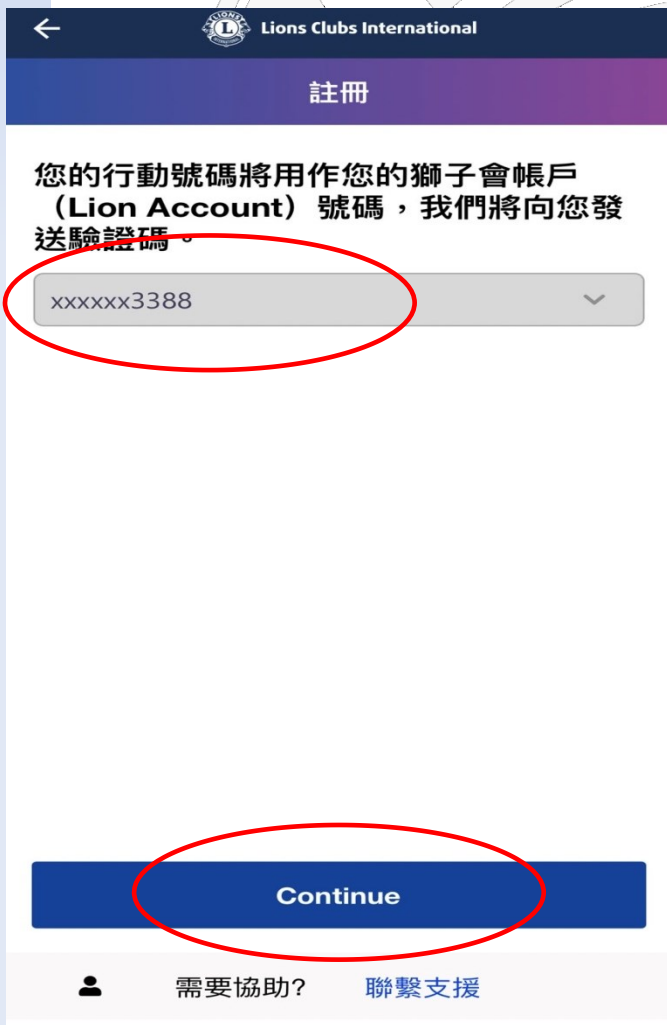 Lions Clubs International
註冊
您的行動號碼將用作您的獅子會帳戶
（Lion Account）號碼，我們將向您發
送驗證碼。
xxxxxx3388
Continue
需要協助? 聯繫支援